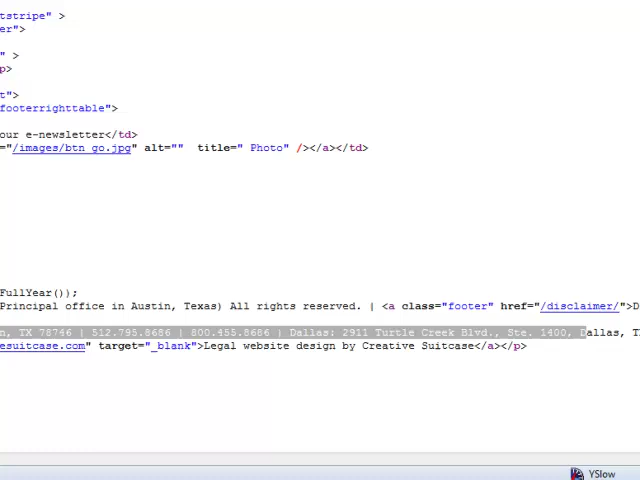 tstripe" >
er">
" >
p>
t">
footerrighttable">
our e-newsletter</td>
="/images/btn_go.jpg" alt=""  title=" Photo" /></a></td>
FullYear());
Principal office in Austin, Texas) All rights reserved. | <a class="footer" href="/disclaimer/">D
n, TX 78746 | 512.795.8686 | 800.455.8686 | Dallas: 2911 Turtle Creek Blvd., Ste. 1400, Dallas, T
esuitcase.com" target="_blank">Legal website design by Creative Suitcase</a></p>
YSlow